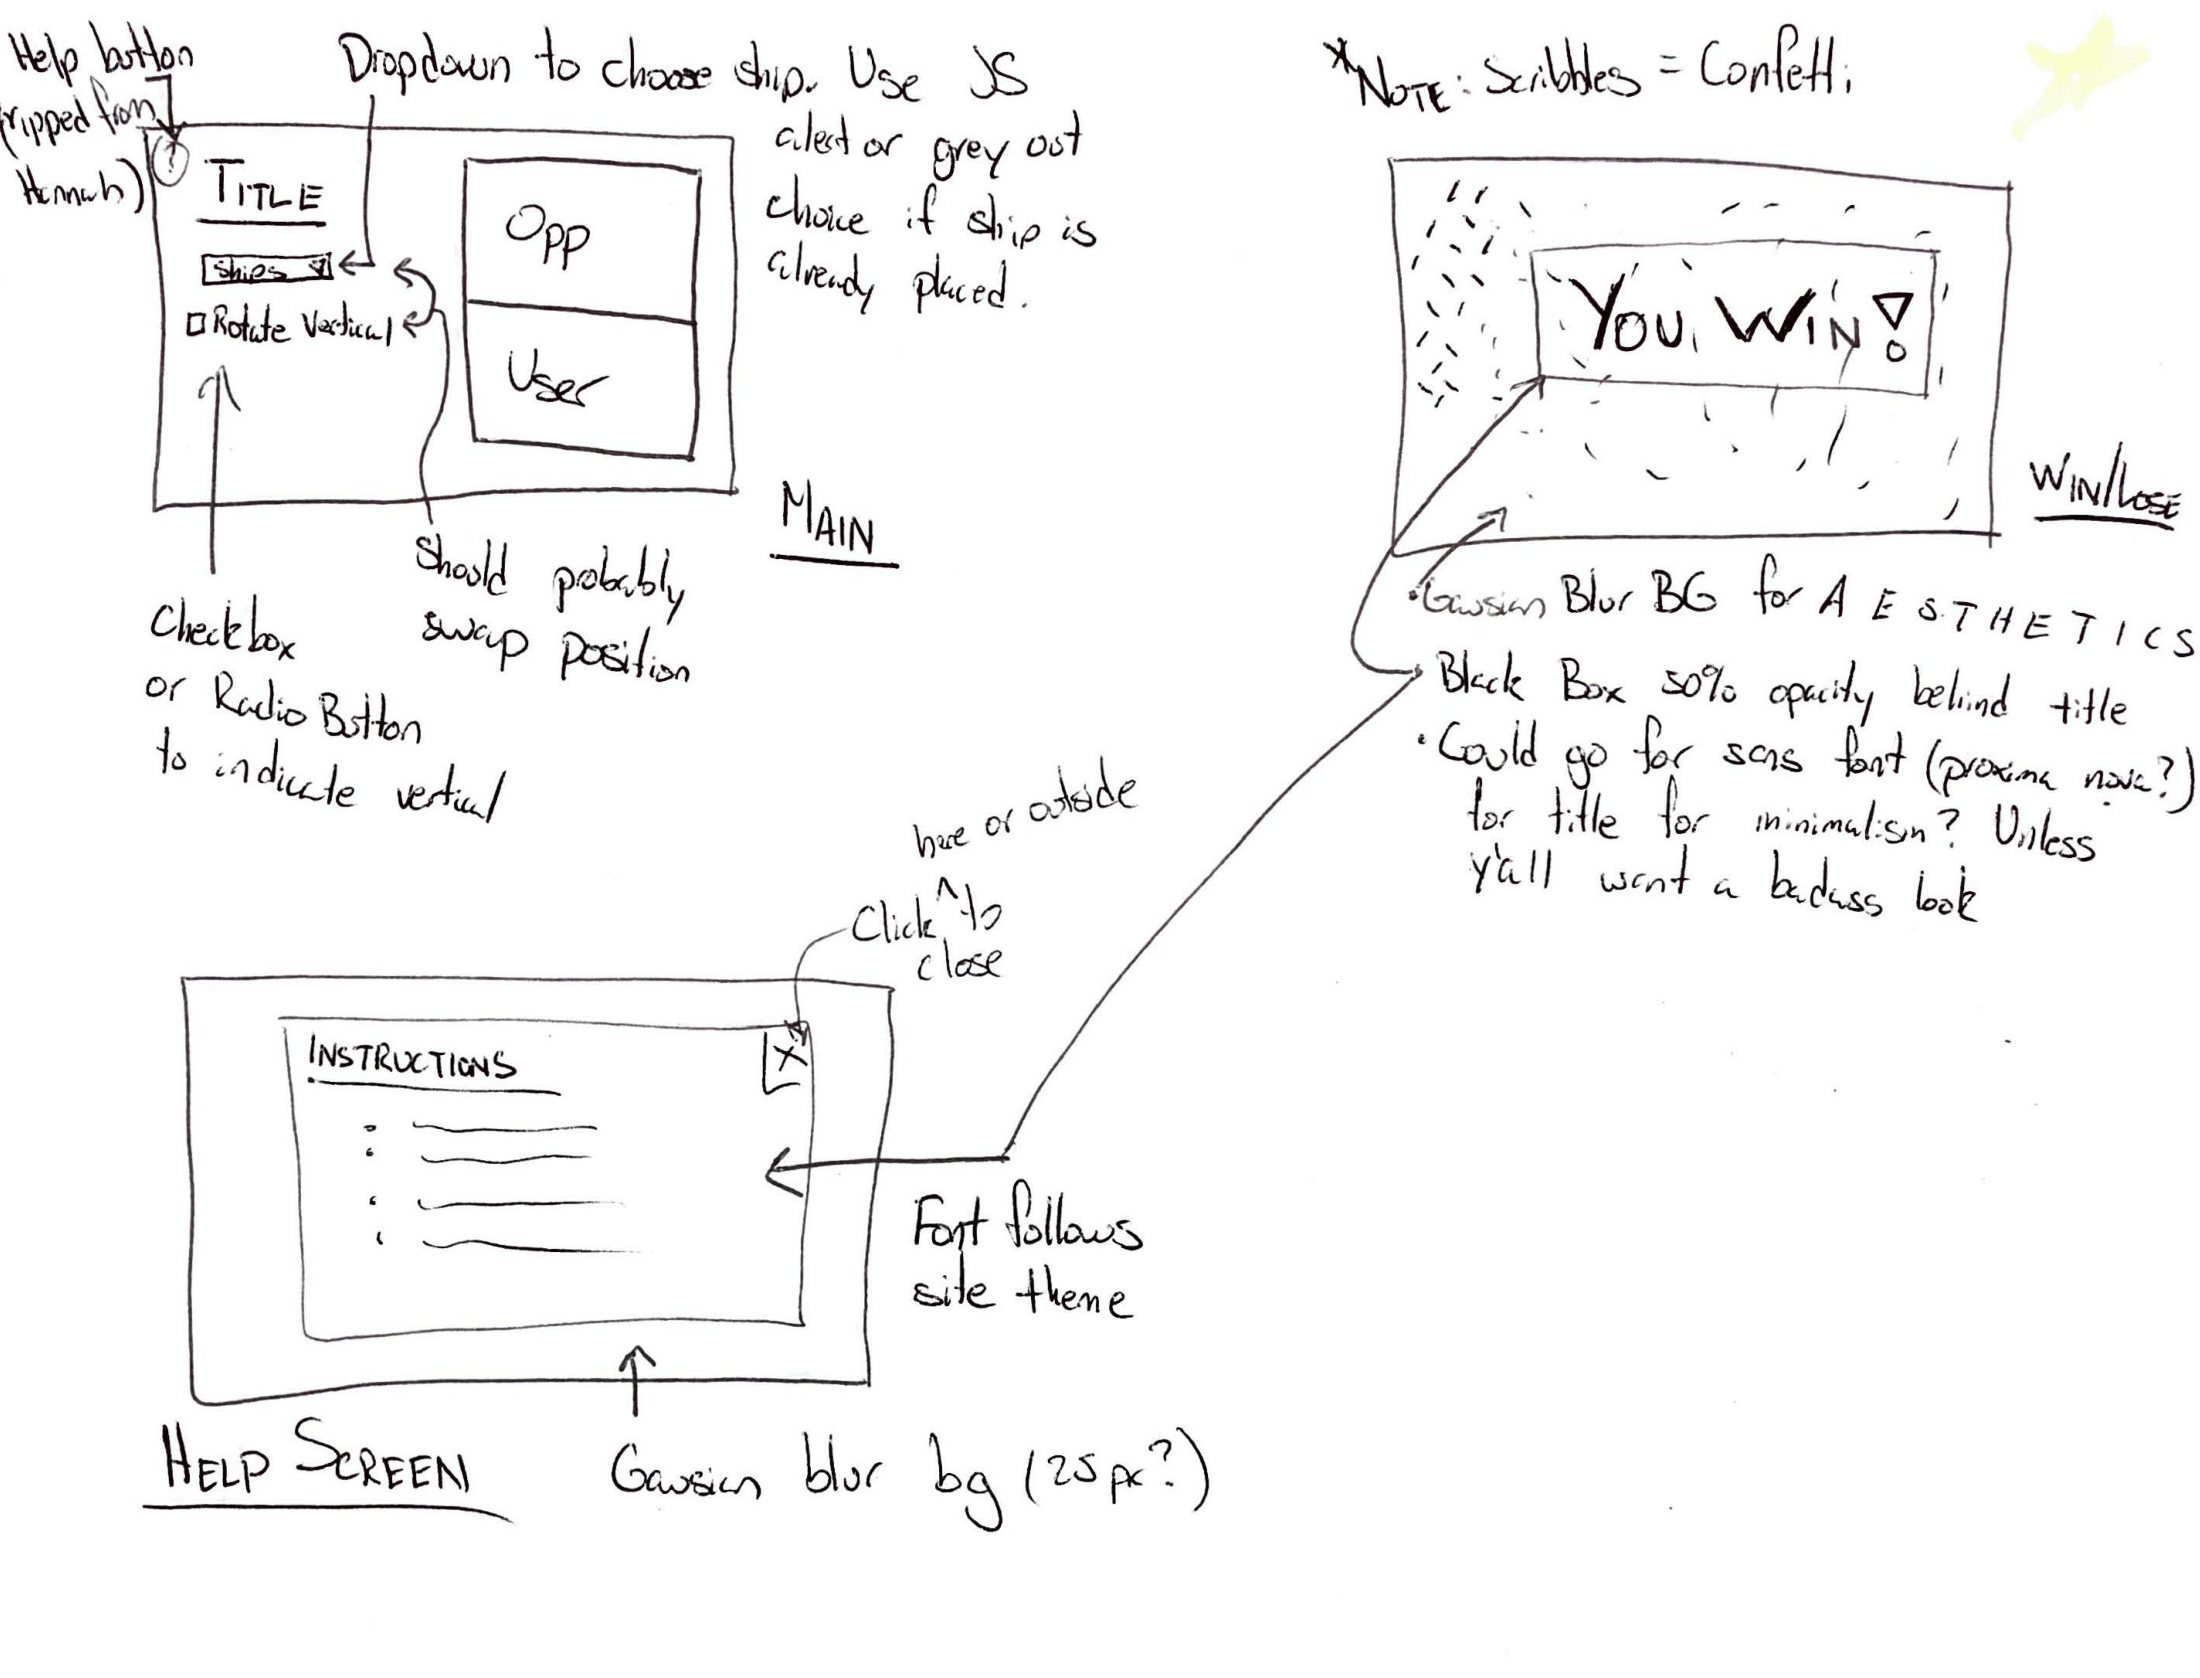 Help button
(ripped from
Hannah)
Dropdown to choose ship. Use JS
alert or grey out
choice if ship is
already placed.
?
TITLE
Ships
Rotate Vertical
Opp
User
MAIN
Should probably
swap position
Checkbox
or Radio Button
to indicate vertical
*NOTE: Scribbles = Confetti
YOU WIN!
WIN/LOSE
• Gausian Blur BG for A E S T H E T I C S
• Black Box 50% opacity behind title
• Could go for sans font (proxima nova?)
for title for minimalism? Unless
y'all want a badass look
here or outside
Click ^ to
close
X
INSTRUCTIONS
Font follows
site theme
HELP SCREEN
Gausian blur bg (25px?)